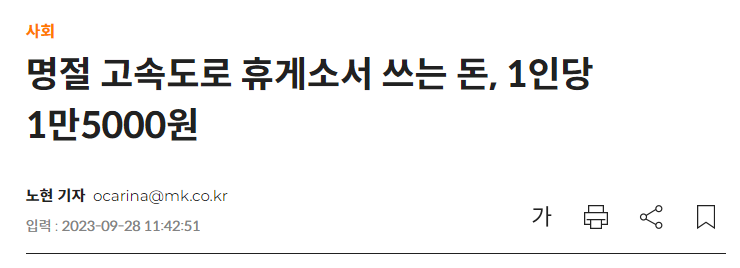 사회
명절 고속도로 휴게소서 쓰는 돈, 1인당
1만5000원
노현 기자 ocarina@mk.co.kr
입력 : 2023-09-28 11:42:51
가